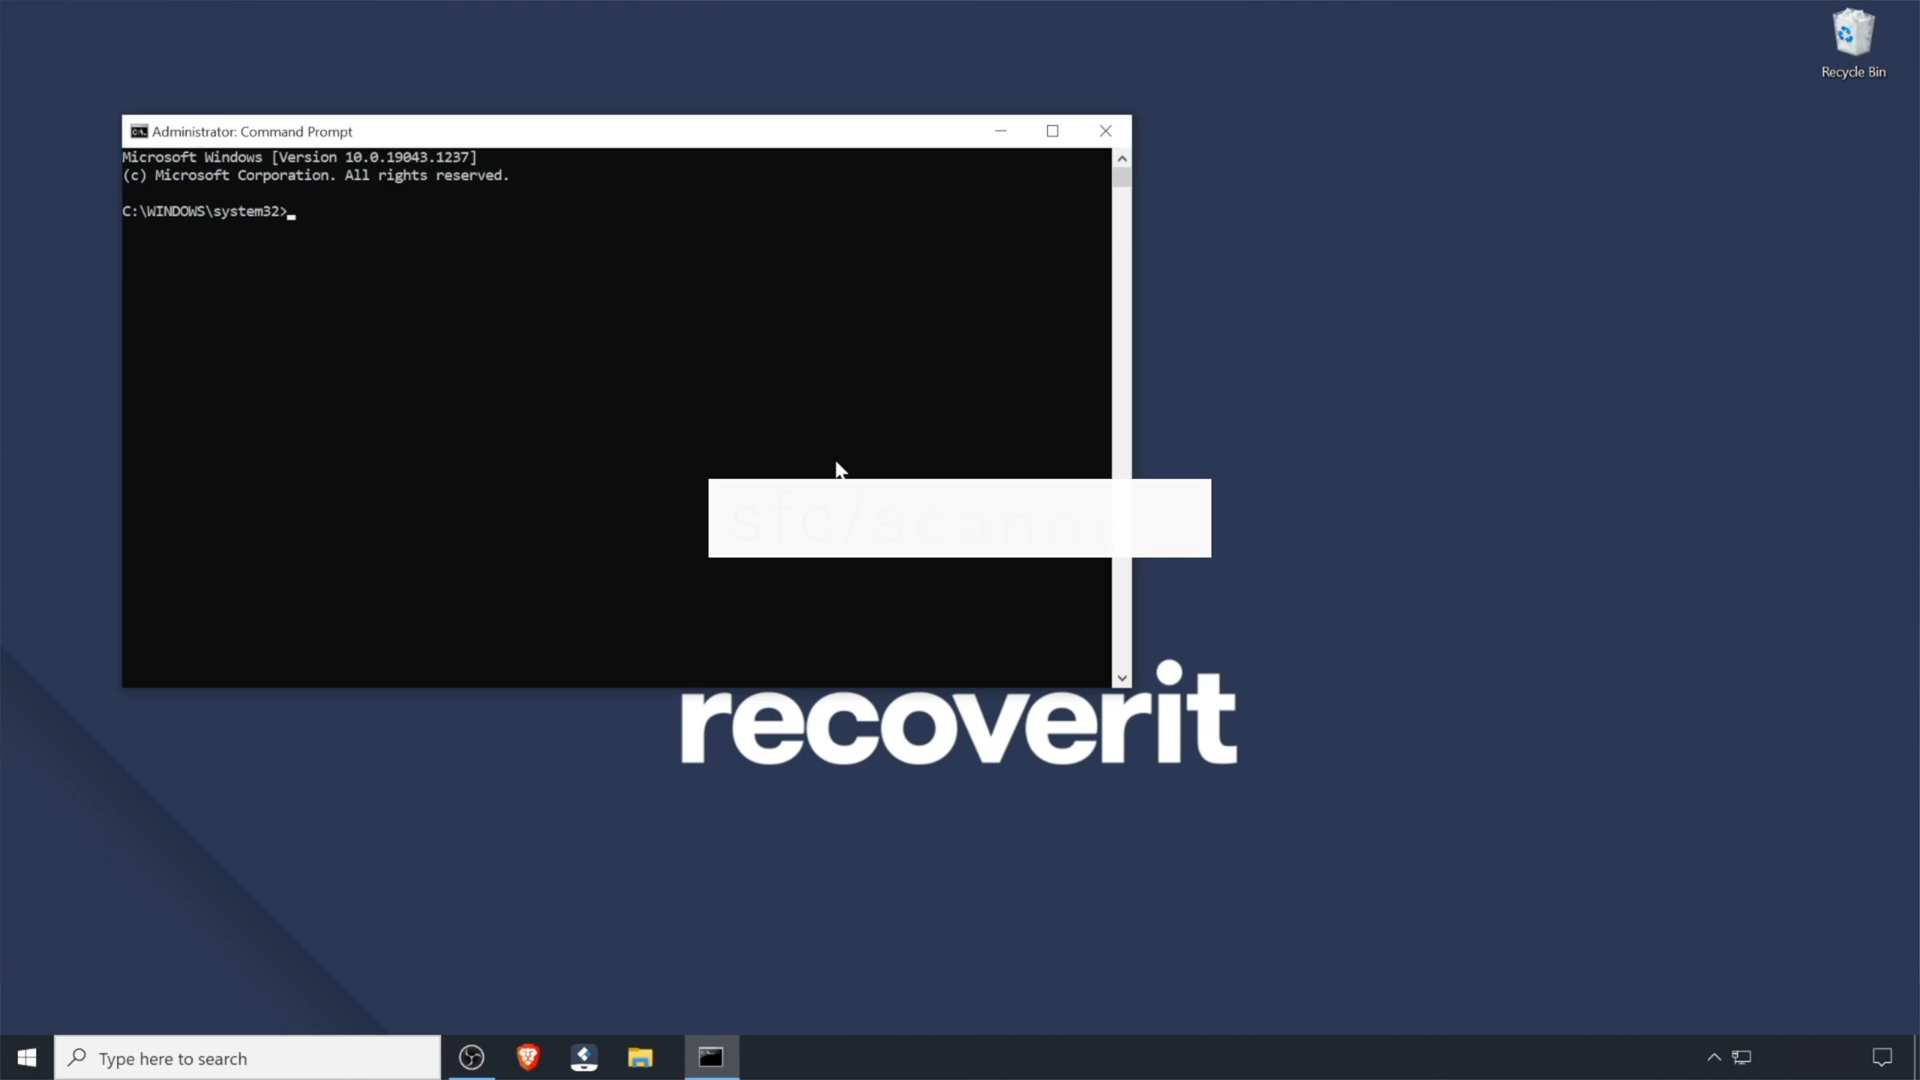 Recycle Bin
Administrator: Command Prompt
Microsoft Windows [Version 10.0.19043.1237]
(c) Microsoft Corporation. All rights reserved.
C:\WINDOWS\system32>
recoverit
Type here to search